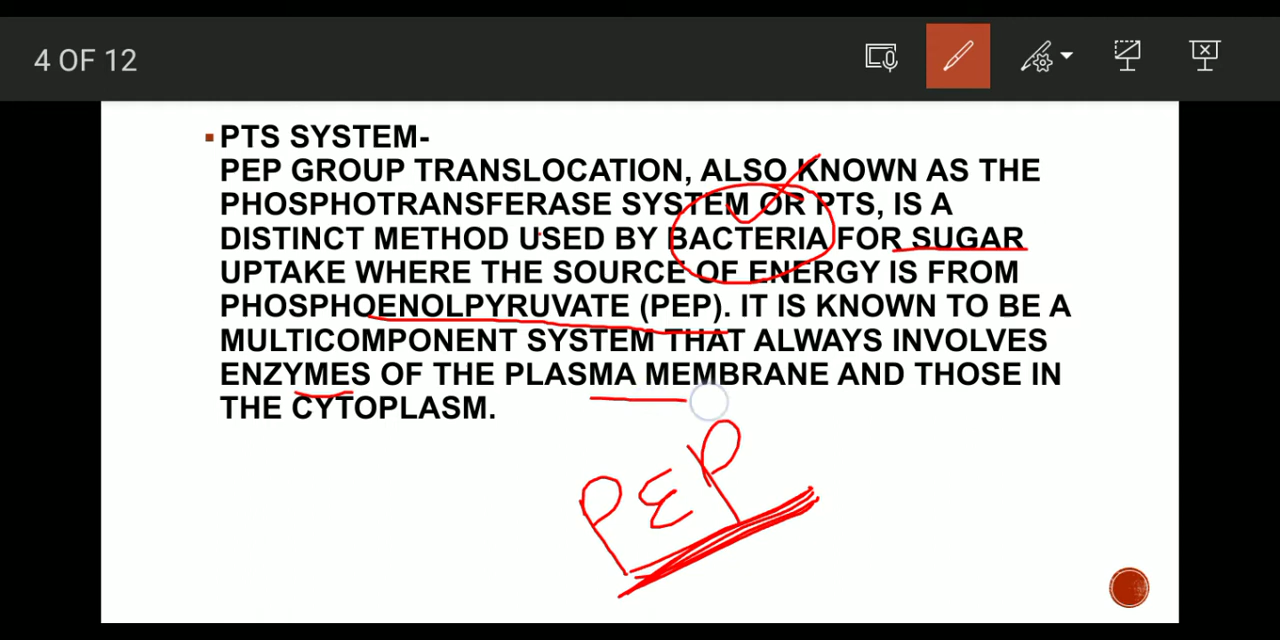 4 OF 12
PTS SYSTEM-
PEP GROUP TRANSLOCATION, ALSO KNOWN AS THE
PHOSPHOTRANSFERASE SYSTEM OR PTS, IS A
DISTINCT METHOD USED BY BACTERIA FOR SUGAR
UPTAKE WHERE THE SOURCE OF ENERGY IS FROM
PHOSPHOENOLPYRUVATE (PEP). IT IS KNOWN TO BE A
MULTICOMPONENT SYSTEM THAT ALWAYS INVOLVES
ENZYMES OF THE PLASMA MEMBRANE AND THOSE IN
THE CYTOPLASM.
PEP